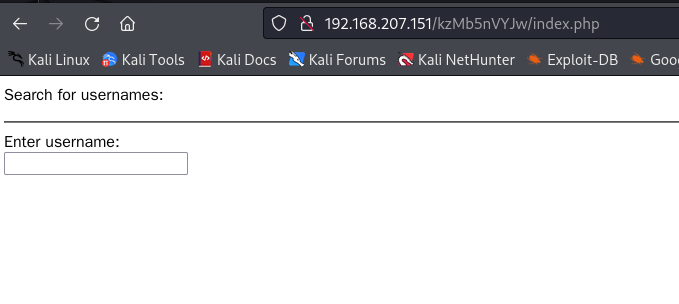 192.168.207.151/kzMb5nVYJw/index.php
Kali Linux Kali Tools Kali Docs Kali Forums Kali NetHunter Exploit-DB Goo
Search for usernames:
Enter username: